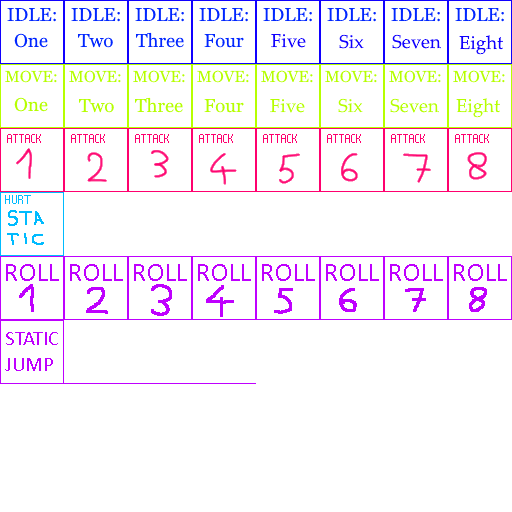 IDLE: IDLE: IDLE: IDLE: IDLE: IDLE: IDLE: IDLE:
One Two Three Four Five Six Seven Eight
MOVE: MOVE: MOVE: MOVE: MOVE: MOVE: MOVE: MOVE:
One Two Three Four Five Six Seven Eight
ATTACK ATTACK ATTACK ATTACK ATTACK ATTACK ATTACK ATTACK
1 2 3 4 5 6 7 8
HURT
STA
TIC
ROLL ROLL ROLL ROLL ROLL ROLL ROLL ROLL
1 2 3 4 5 6 7 8
STATIC
JUMP